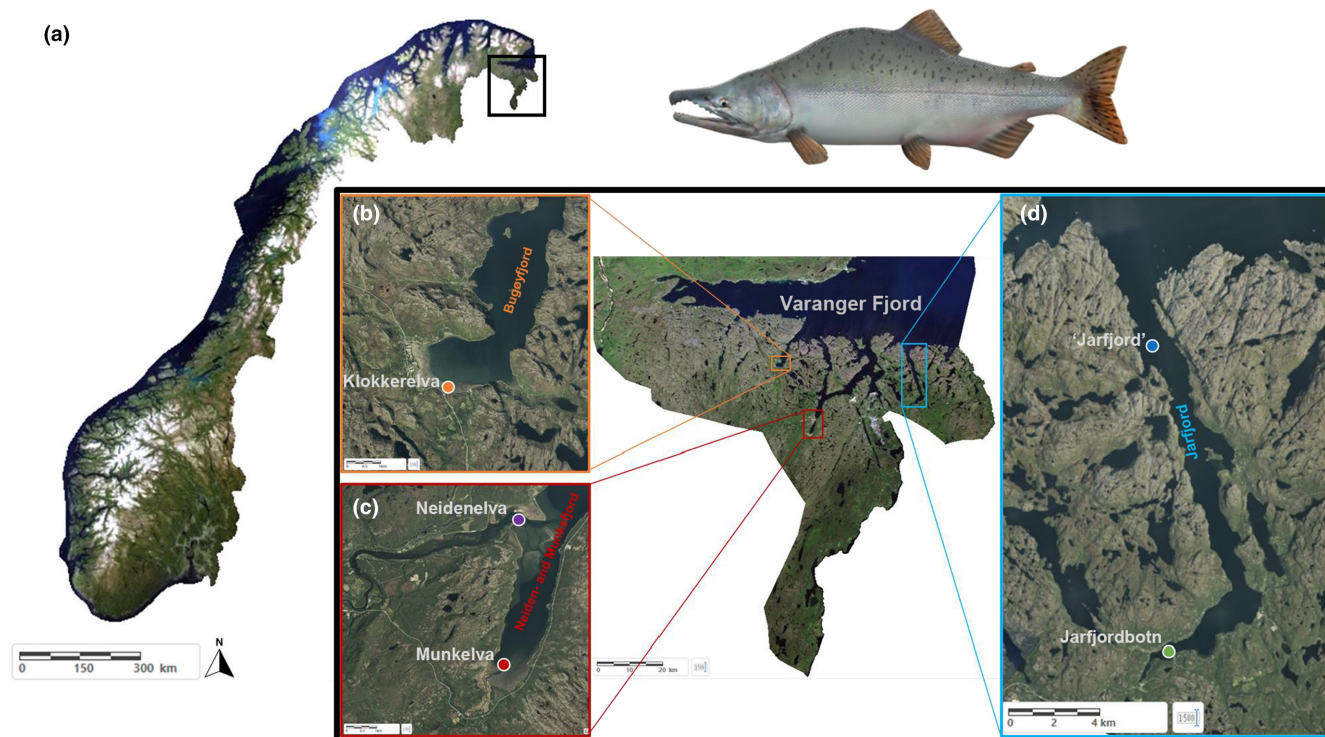 (a)
N
0 150 300 km
(b)
Bugøyfjord
Klokkerelva
(c)
Neidenelva
Neiden- and Munkefjord
Munkelva
Varanger Fjord
0 10 20 km
(d)
'Jarfjord'
Jarfjord
Jarfjordbotn
0 2 4 km